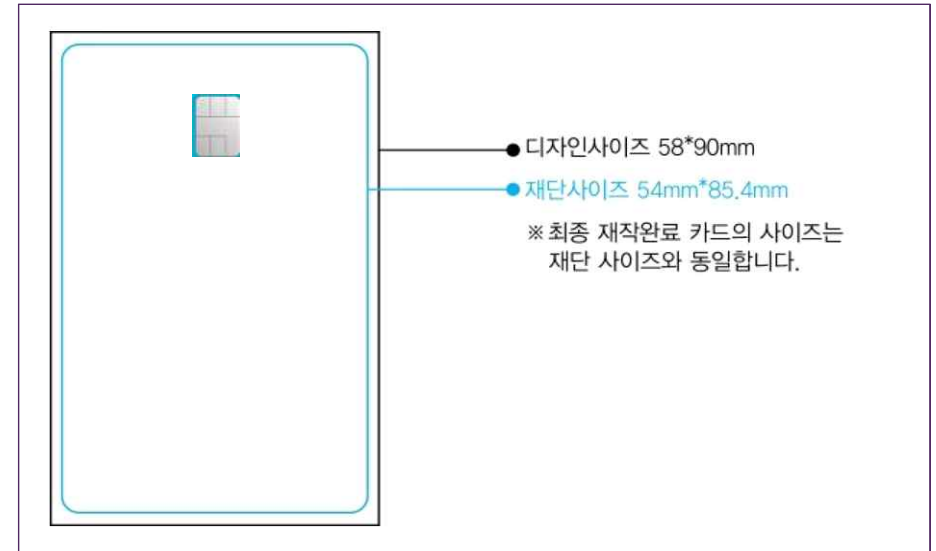 디자인사이즈 58*90mm
재단사이즈 54mm*85.4mm
※최종 재작완료 카드의 사이즈는
재단 사이즈와 동일합니다.